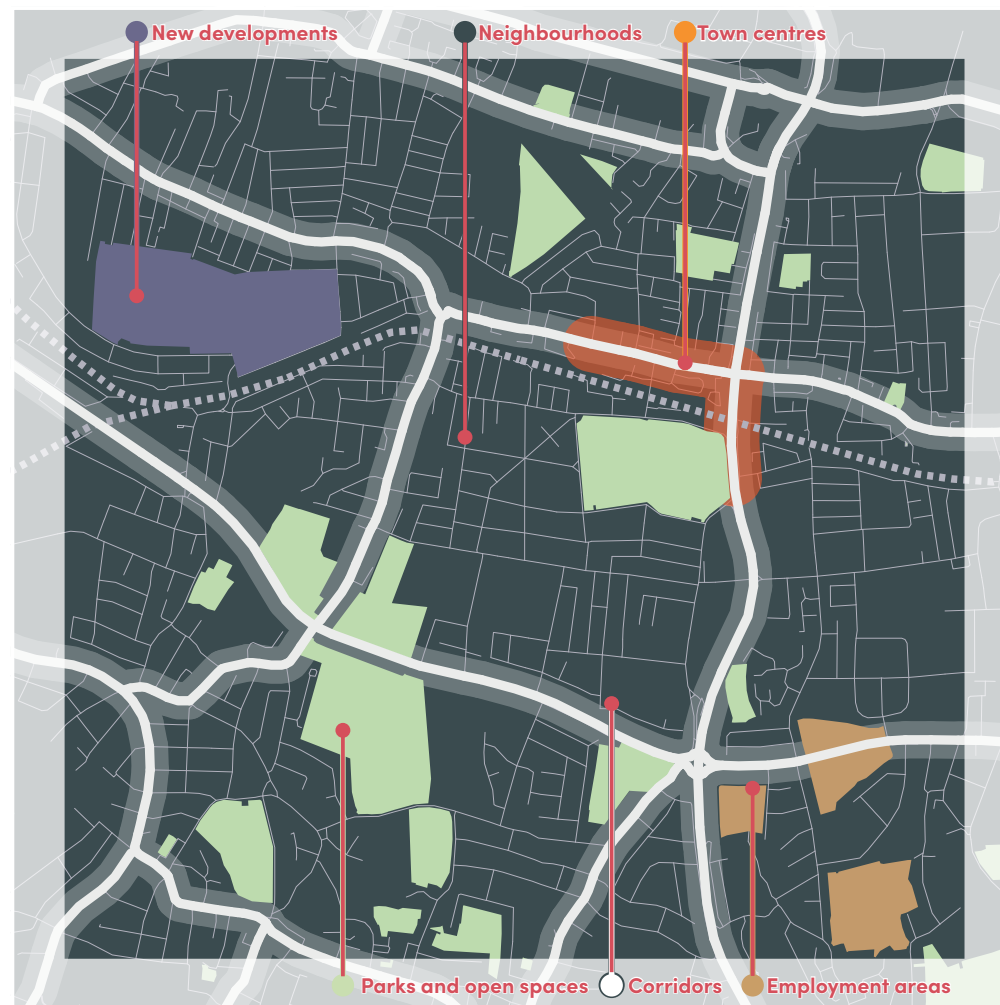 New developments
Neighbourhoods
Town centres
Parks and open spaces
Corridors
Employment areas